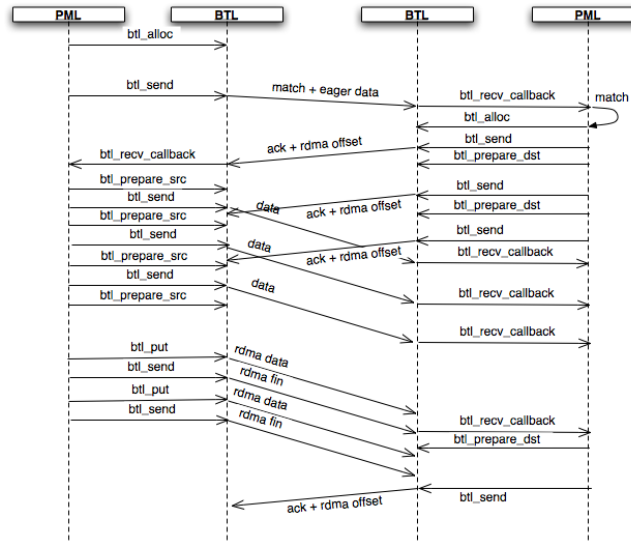 PML BTL BTL PML
btl_alloc
btl_send
match + eager data
btl_recv_callback
match
btl_alloc
ack + rdma offset
btl_send
btl_recv_callback
btl_prepare_dst
btl_prepare_src
btl_send
btl_send
data
btl_prepare_dst
btl_prepare_src
ack + rdma offset
btl_send
btl_send
data
btl_recv_callback
btl_prepare_src
ack + rdma offset
btl_send
data
btl_recv_callback
btl_prepare_src
btl_recv_callback
btl_put
rdma data
btl_send
rdma fin
btl_put
rdma data
btl_send
rdma fin
btl_recv_callback
btl_prepare_dst
ack + rdma offset
btl_send